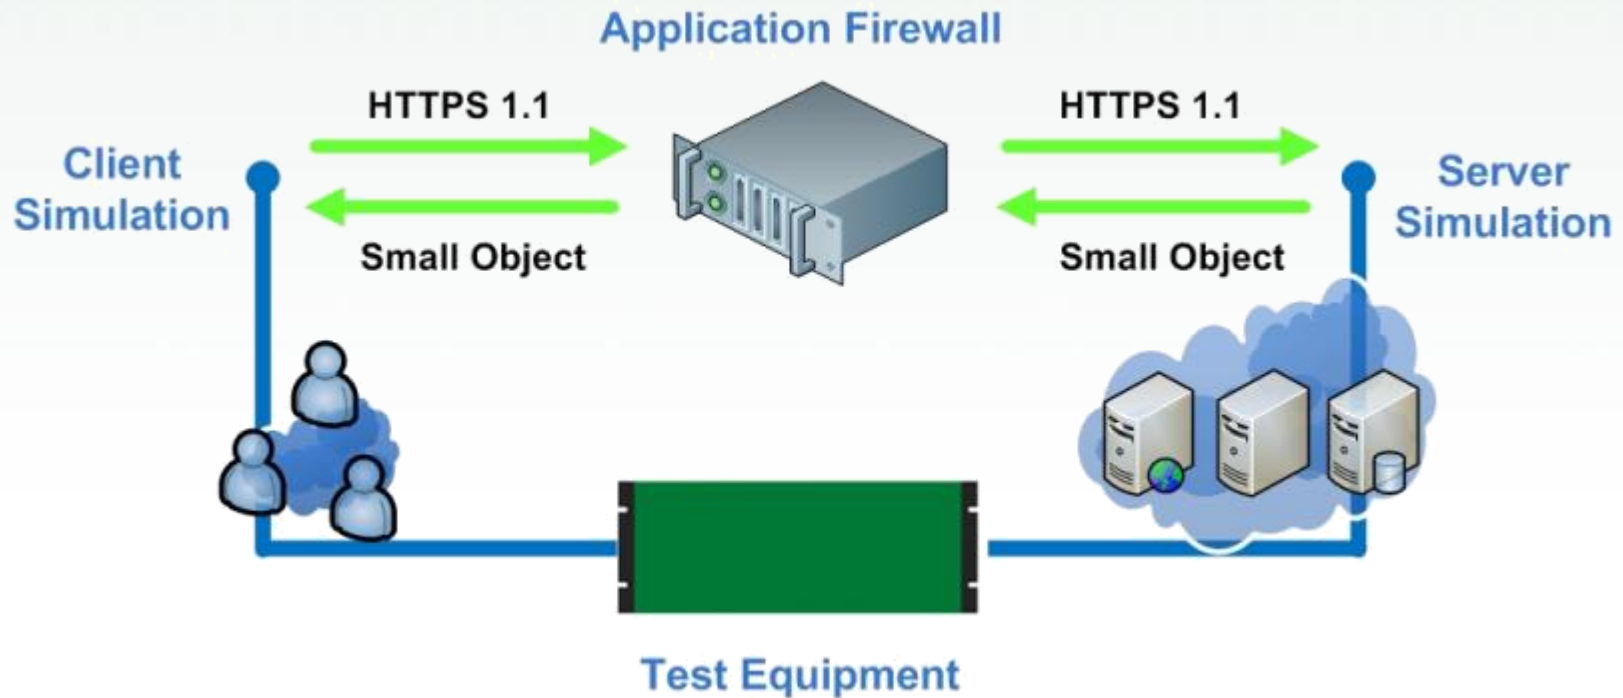 Application Firewall
HTTPS 1.1
HTTPS 1.1
Client
Simulation
Server
Simulation
Small Object
Small Object
Test Equipment